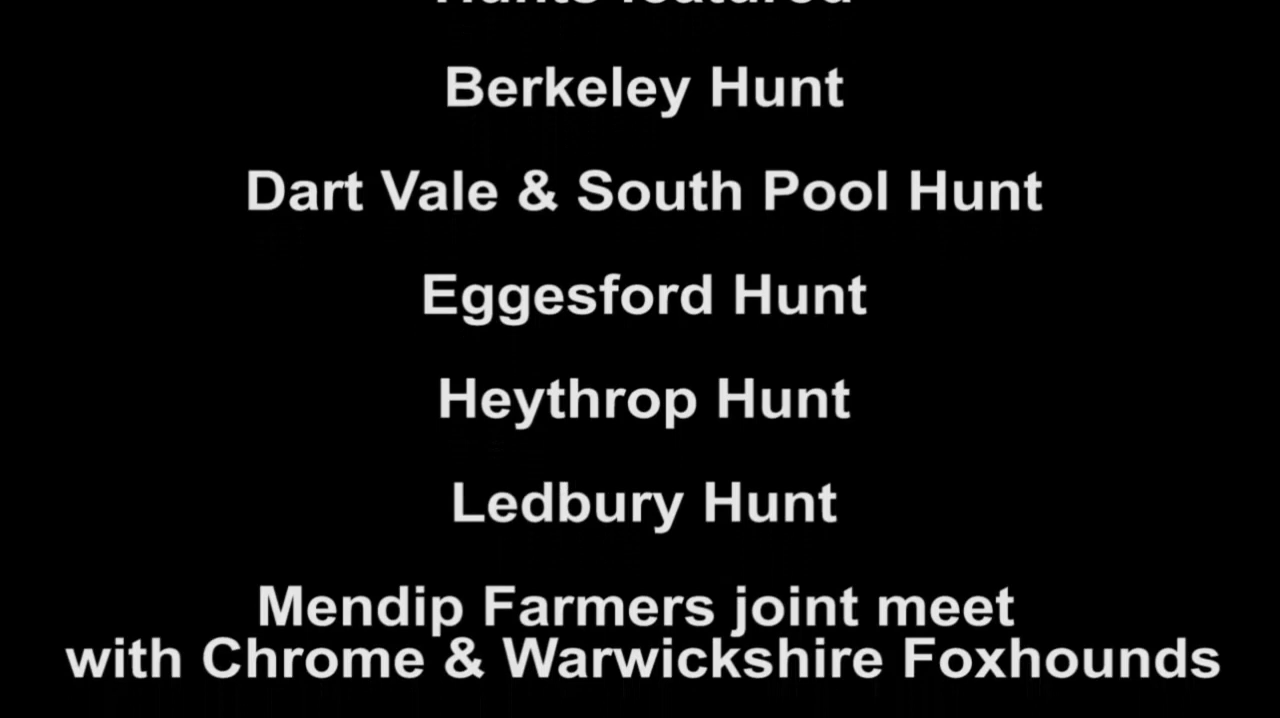 Hunts featured
Berkeley Hunt
Dart Vale & South Pool Hunt
Eggesford Hunt
Heythrop Hunt
Ledbury Hunt
Mendip Farmers joint meet
with Chrome & Warwickshire Foxhounds